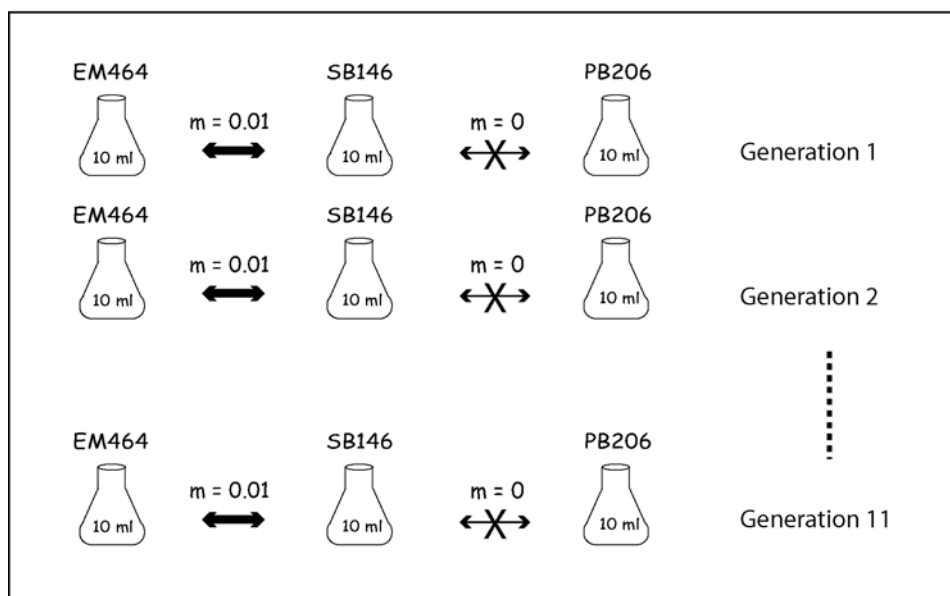 EM464 SB146 PB206
m = 0.01 m = 0
10 ml 10 ml 10 ml Generation 1
EM464 SB146 PB206
m = 0.01 m = 0
10 ml 10 ml 10 ml Generation 2
EM464 SB146 PB206
m = 0.01 m = 0
10 ml 10 ml 10 ml Generation 11